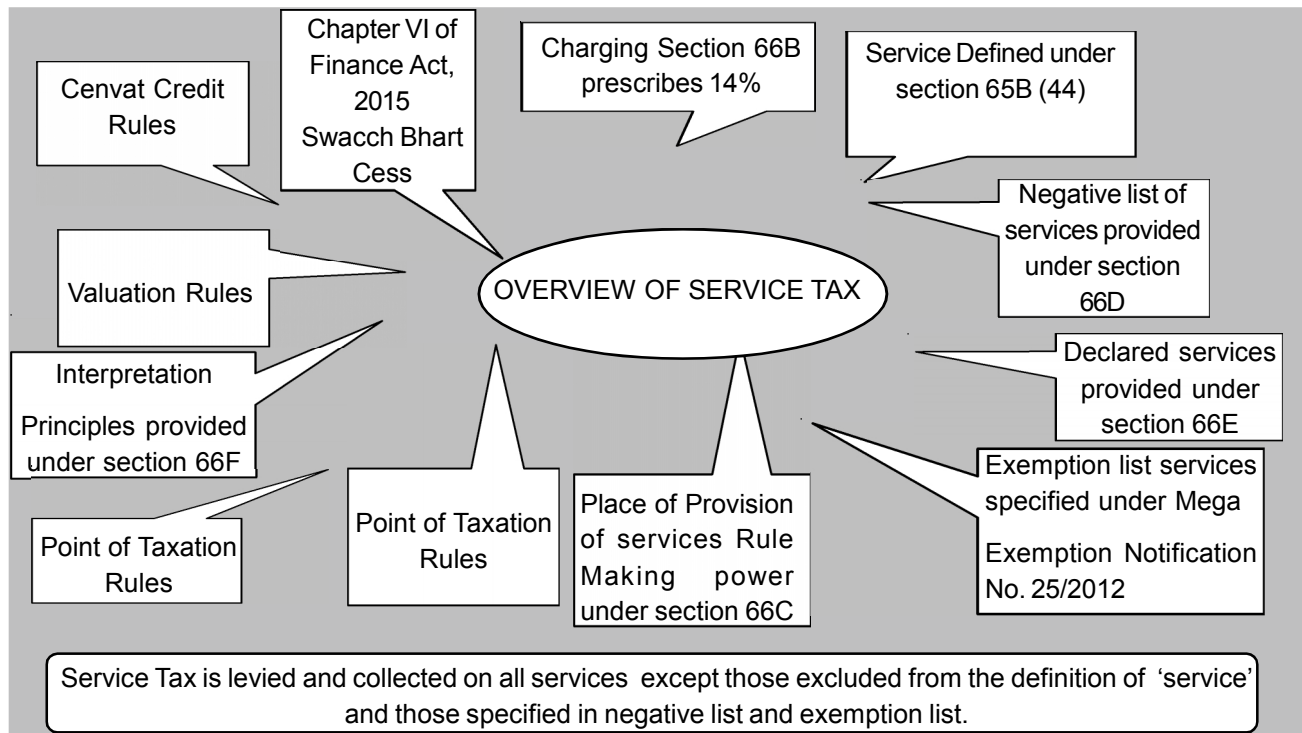 Chapter VI of
Finance Act,
2015
Swacch Bhart
Cess
Charging Section 66B
prescribes 14%
Service Defined under
section 65B (44)
Cenvat Credit
Rules
Negative list of
services provided
under section
66D
Valuation Rules
OVERVIEW OF SERVICE TAX
Declared services
provided under
section 66E
Interpretation
Principles provided
under section 66F
Exemption list services
specified under Mega
Exemption Notification
No. 25/2012
Point of Taxation
Rules
Point of Taxation
Rules
Place of Provision
of services Rule
Making power
under section 66C
Service Tax is levied and collected on all services except those excluded from the definition of ‘service’
and those specified in negative list and exemption list.